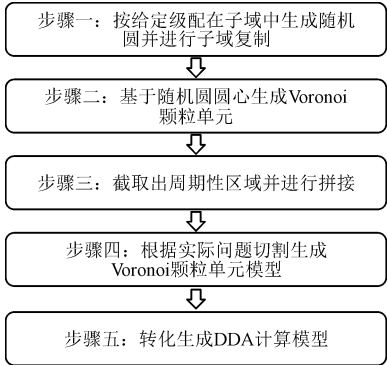 步骤一：按给定级配在子域中生成随机
圆并进行子域复制
步骤二：基于随机圆圆心生成Voronoi
颗粒单元
步骤三：截取出周期性区域并进行拼接
步骤四：根据实际问题切割生成
Voronoi颗粒单元模型
步骤五：转化生成DDA计算模型